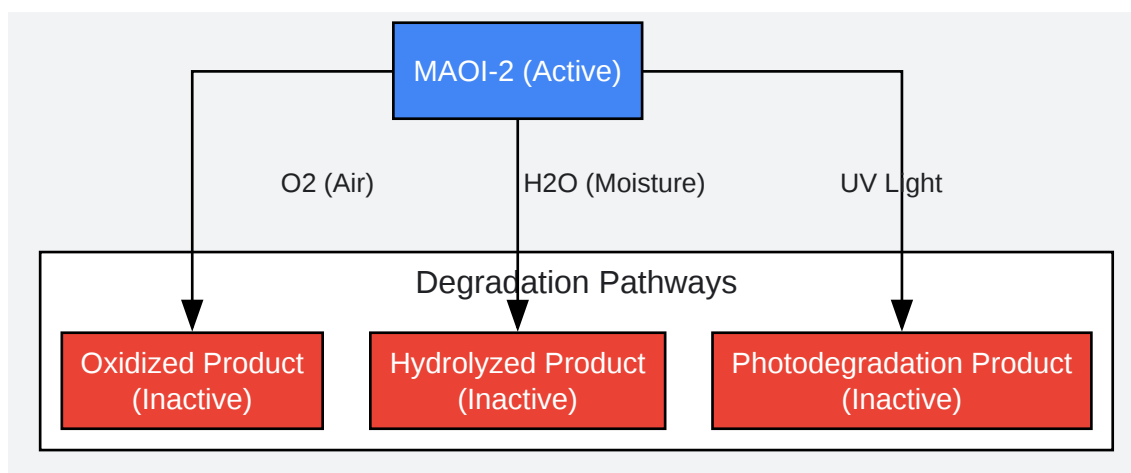 MAOI-2 (Active)
O2 (Air)
H2O (Moisture)
UV Light
Degradation Pathways
Oxidized Product
(Inactive)
Hydrolyzed Product
(Inactive)
Photodegradation Product
(Inactive)